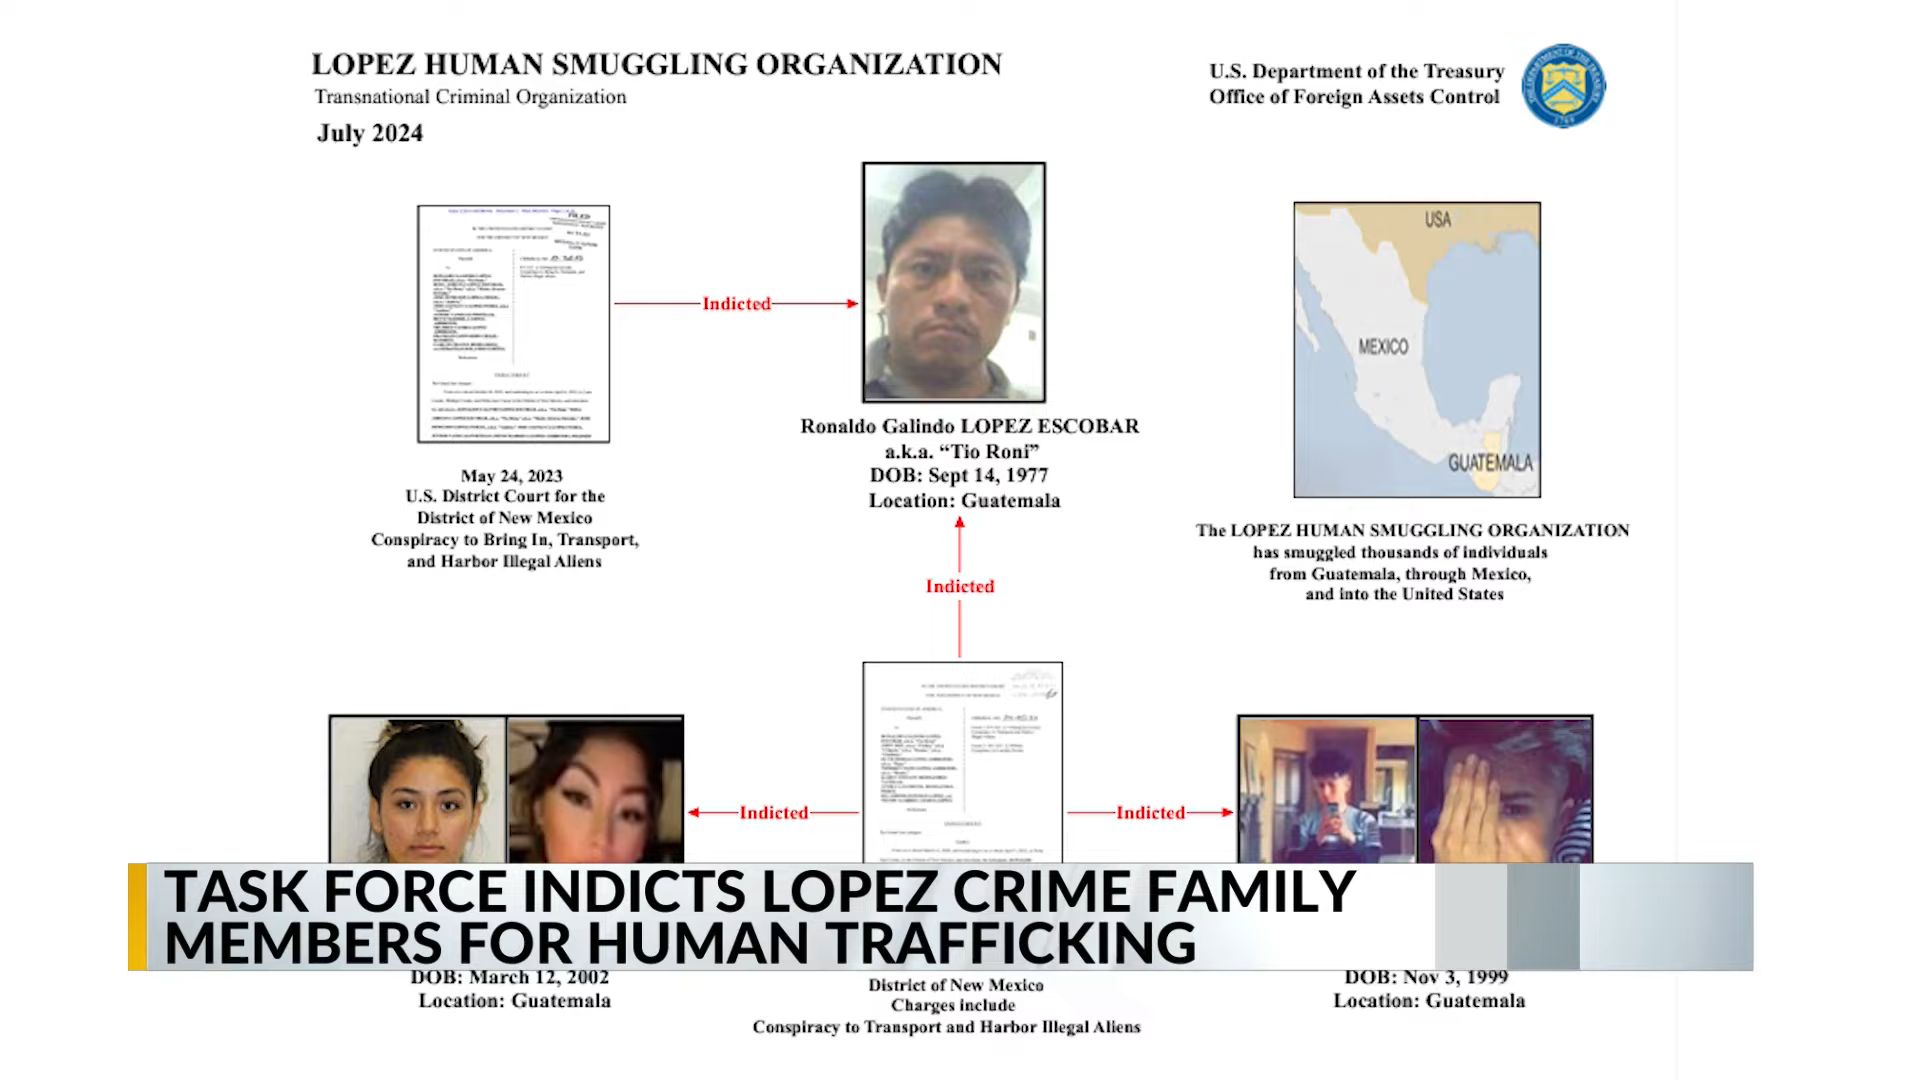 LOPEZ HUMAN SMUGGLING ORGANIZATION
Transnational Criminal Organization
July 2024
U.S. Department of the Treasury
Office of Foreign Assets Control
Indicted
Ronaldo Galindo LOPEZ ESCOBAR
a.k.a. “Tio Roni”
DOB: Sept 14, 1977
Location: Guatemala
USA
MEXICO
GUATEMALA
May 24, 2023
U.S. District Court for the
District of New Mexico
Conspiracy to Bring In, Transport,
and Harbor Illegal Aliens
The LOPEZ HUMAN SMUGGLING ORGANIZATION
has smuggled thousands of individuals
from Guatemala, through Mexico,
and into the United States
Indicted
Indicted
Indicted
TASK FORCE INDICTS LOPEZ CRIME FAMILY
MEMBERS FOR HUMAN TRAFFICKING
DOB: March 12, 2002
Location: Guatemala
District of New Mexico
Charges include
Conspiracy to Transport and Harbor Illegal Aliens
DOB: Nov 3, 1999
Location: Guatemala